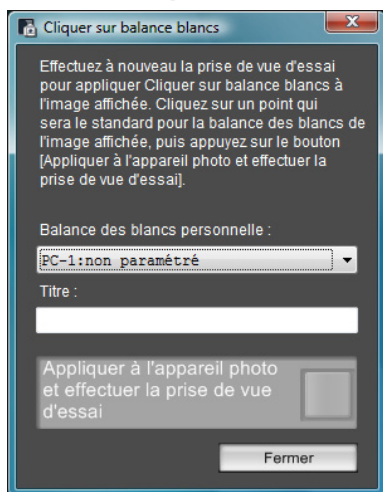 Cliquer sur balance blancs
Effectuez à nouveau la prise de vue d'essai
pour appliquer Cliquer sur balance blancs à
l'image affichée. Cliquez sur un point qui
sera le standard pour la balance des blancs de
l'image affichée, puis appuyez sur le bouton
[Appliquer à l'appareil photo et effectuer la
prise de vue d'essai].
Balance des blancs personnelle :
PC-1:non paramétré
Titre :
Appliquer à l'appareil photo
et effectuer la prise de vue
d'essai
Fermer